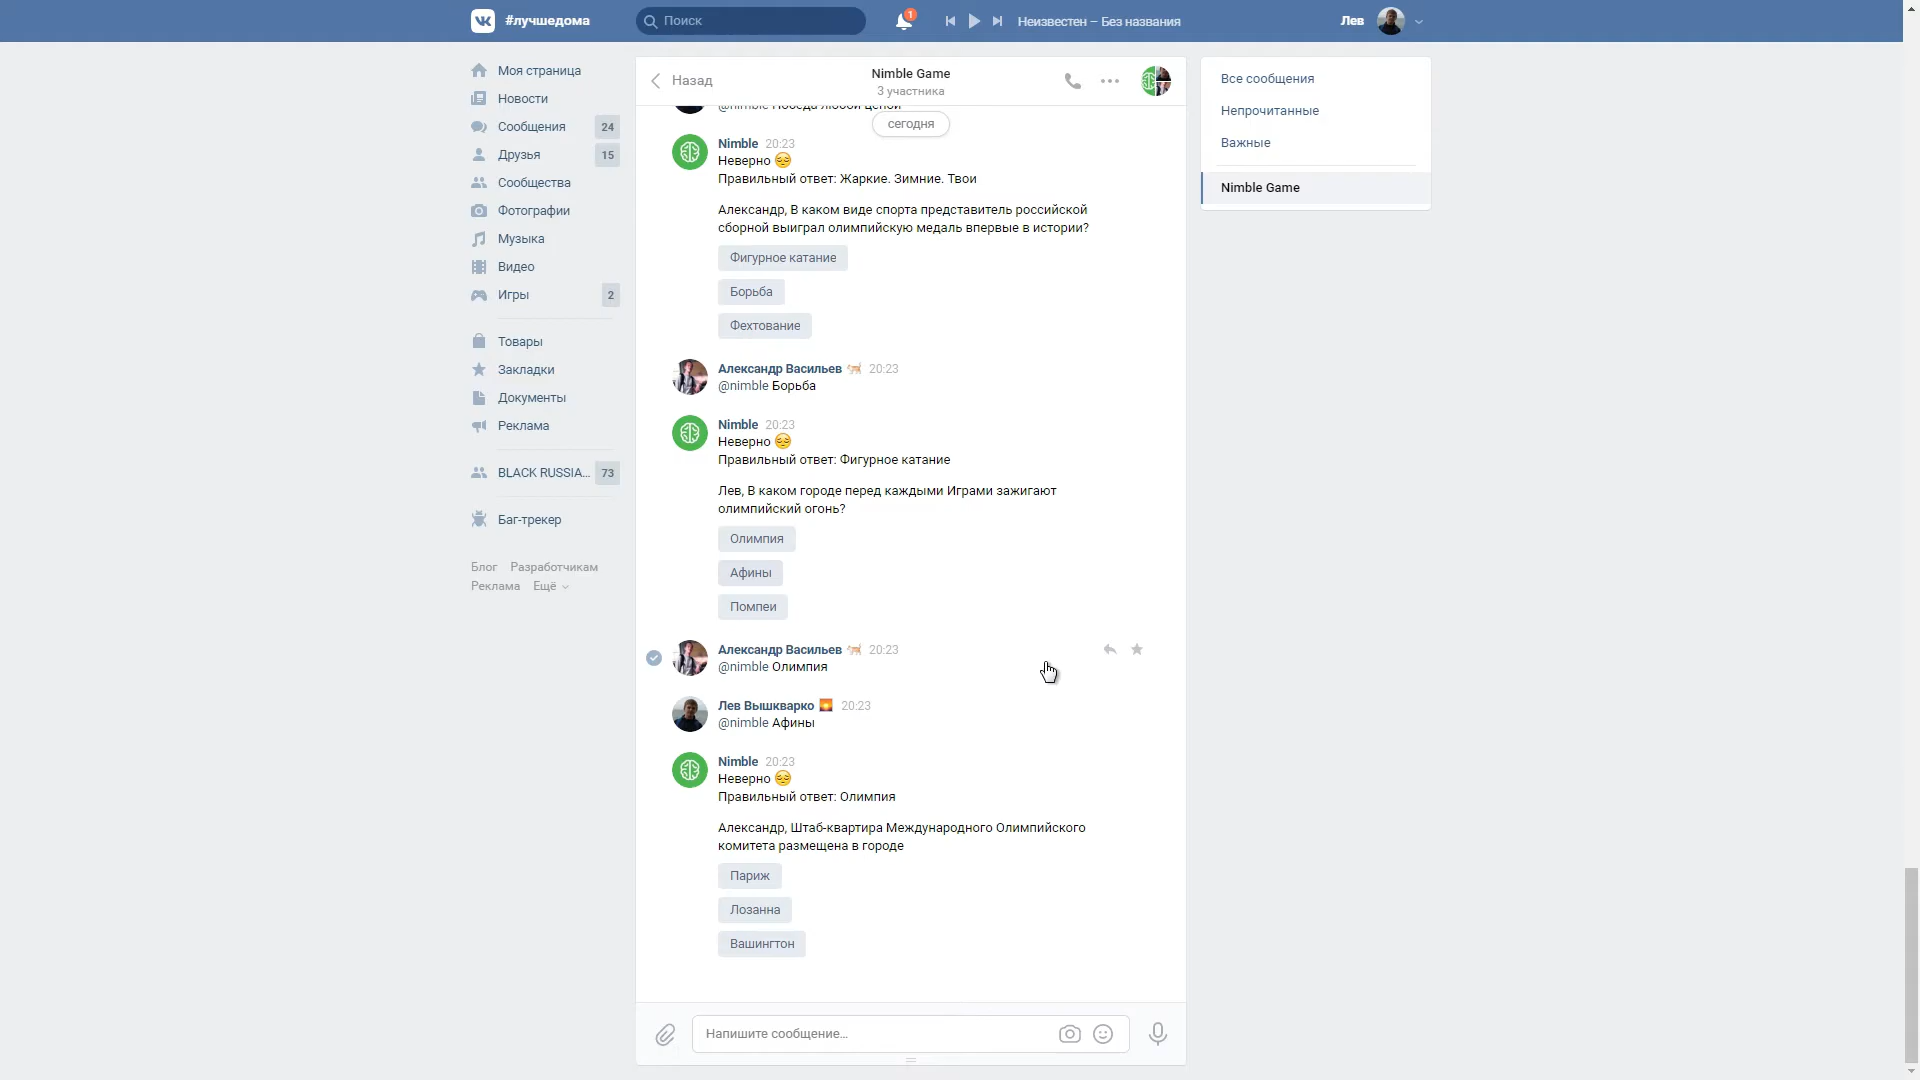 #лучшедома
Поиск
1
Неизвестен – Без названия
Лев
Моя страница
Новости
Сообщения 24
Друзья 15
Сообщества
Фотографии
Музыка
Видео
Игры 2
Товары
Закладки
Документы
Реклама
BLACK RUSSIA... 73
Баг-трекер
Блог Разработчикам
Реклама Ещё
Назад
Nimble Game
3 участника
@nimble Победа любой ценой
сегодня
Nimble 20:23
Неверно
Правильный ответ: Жаркие. Зимние. Твои
Александр, В каком виде спорта представитель российской
сборной выиграл олимпийскую медаль впервые в истории?
Фигурное катание
Борьба
Фехтование
Александр Васильев 20:23
@nimble Борьба
Nimble 20:23
Неверно
Правильный ответ: Фигурное катание
Лев, В каком городе перед каждыми Играми зажигают
олимпийский огонь?
Олимпия
Афины
Помпеи
Александр Васильев 20:23
@nimble Олимпия
Лев Вышкварко 20:23
@nimble Афины
Nimble 20:23
Неверно
Правильный ответ: Олимпия
Александр, Штаб-квартира Международного Олимпийского
комитета размещена в городе
Париж
Лозанна
Вашингтон
Напишите сообщение...
Все сообщения
Непрочитанные
Важные
Nimble Game